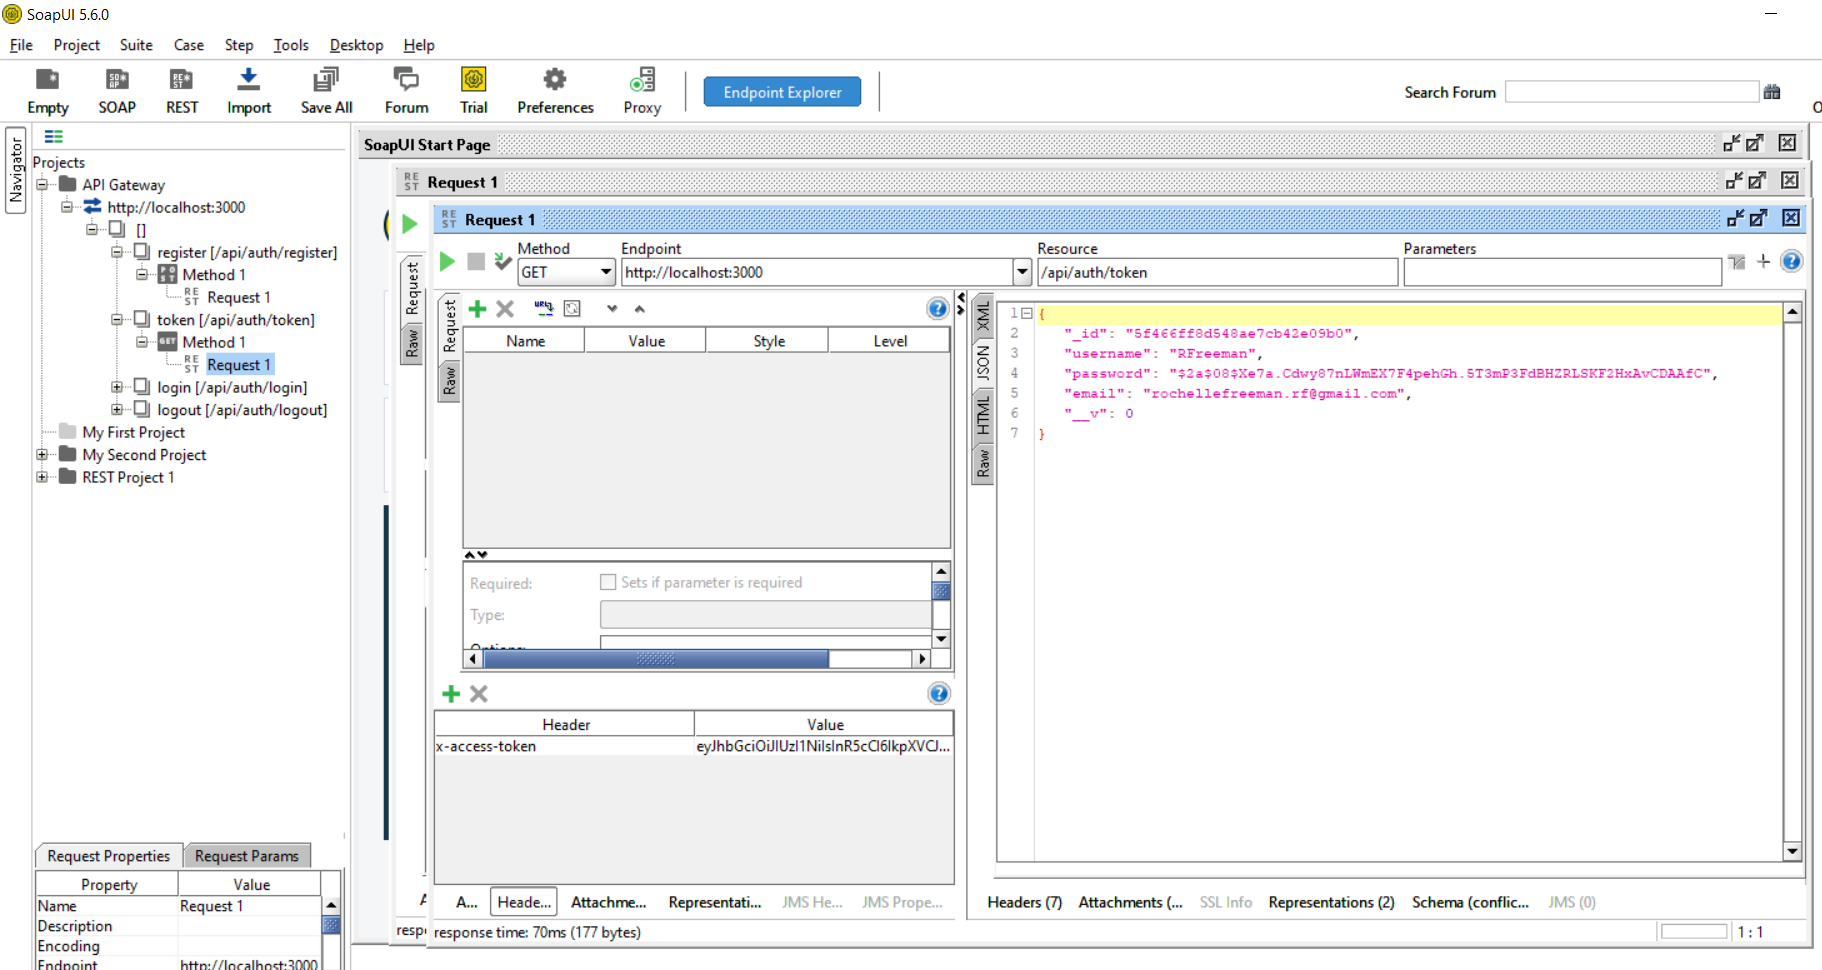 SoapUI 5.6.0
File Project Suite Case Step Tools Desktop Help
Empty SOAP REST Import Save All Forum Trial Preferences Proxy Endpoint Explorer Search Forum
Navigator
Projects
API Gateway
http://localhost:3000
[]
register [/api/auth/register]
Method 1
Request 1
token [/api/auth/token]
Method 1
Request 1
login [/api/auth/login]
logout [/api/auth/logout]
My First Project
My Second Project
REST Project 1
Request Properties Request Params
Property Value
Name Request 1
Description
Encoding
Endpoint http://localhost:3000
SoapUI Start Page
REST Request 1
Request
Raw
REST Request 1
Method Endpoint Resource Parameters
GET http://localhost:3000 /api/auth/token
Request
Raw
Name Value Style Level
Required: Sets if parameter is required
Type:
Options:
Header Value
x-access-token
A... Heade... Attachme... Representati... JMS He... JMS Prope...
XML
JSON
HTML
Raw
1 {
2 "_id": "5f466ff8d548ae7cb42e09b0",
3 "username": "RFreeman",
4 "password": "$2a$08$Xe7a.Cdwy87nLWmEX7F4pehGh.5T3mP3FdBHZRLSKF2HxAvCDAAfC",
5 "email": "rochellefreeman.rf@gmail.com",
6 "__v": 0
7 }
Headers (7) Attachments (... SSL Info Representations (2) Schema (conflic... JMS (0)
response time: 70ms (177 bytes) 1 : 1